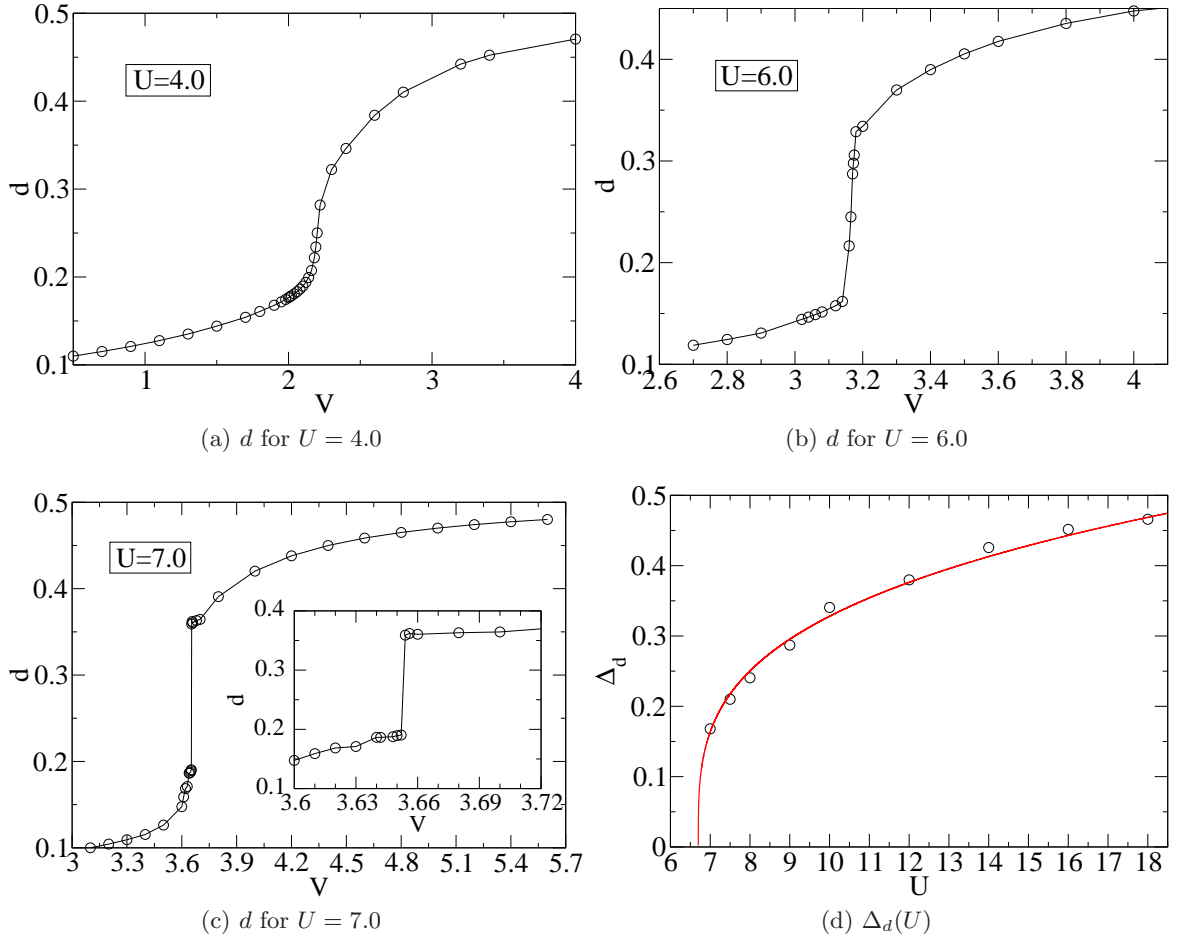 0.5
0.4
0.3
0.2
0.1
d
U=4.0
1 2 3 4
V
(a) d for U = 4.0
0.4
0.3
0.2
0.1
d
U=6.0
2.6 2.8 3 3.2 3.4 3.6 3.8 4
V
(b) d for U = 6.0
0.5
0.4
0.3
0.2
0.1
d
U=7.0
0.4
0.3
0.2
0.1
d
3.6 3.63 3.66 3.69 3.72
V
3 3.3 3.6 3.9 4.2 4.5 4.8 5.1 5.4 5.7
V
(c) d for U = 7.0
0.5
0.4
0.3
0.2
0.1
0
Δd
6 7 8 9 10 11 12 13 14 15 16 17 18
U
(d) Δd(U)